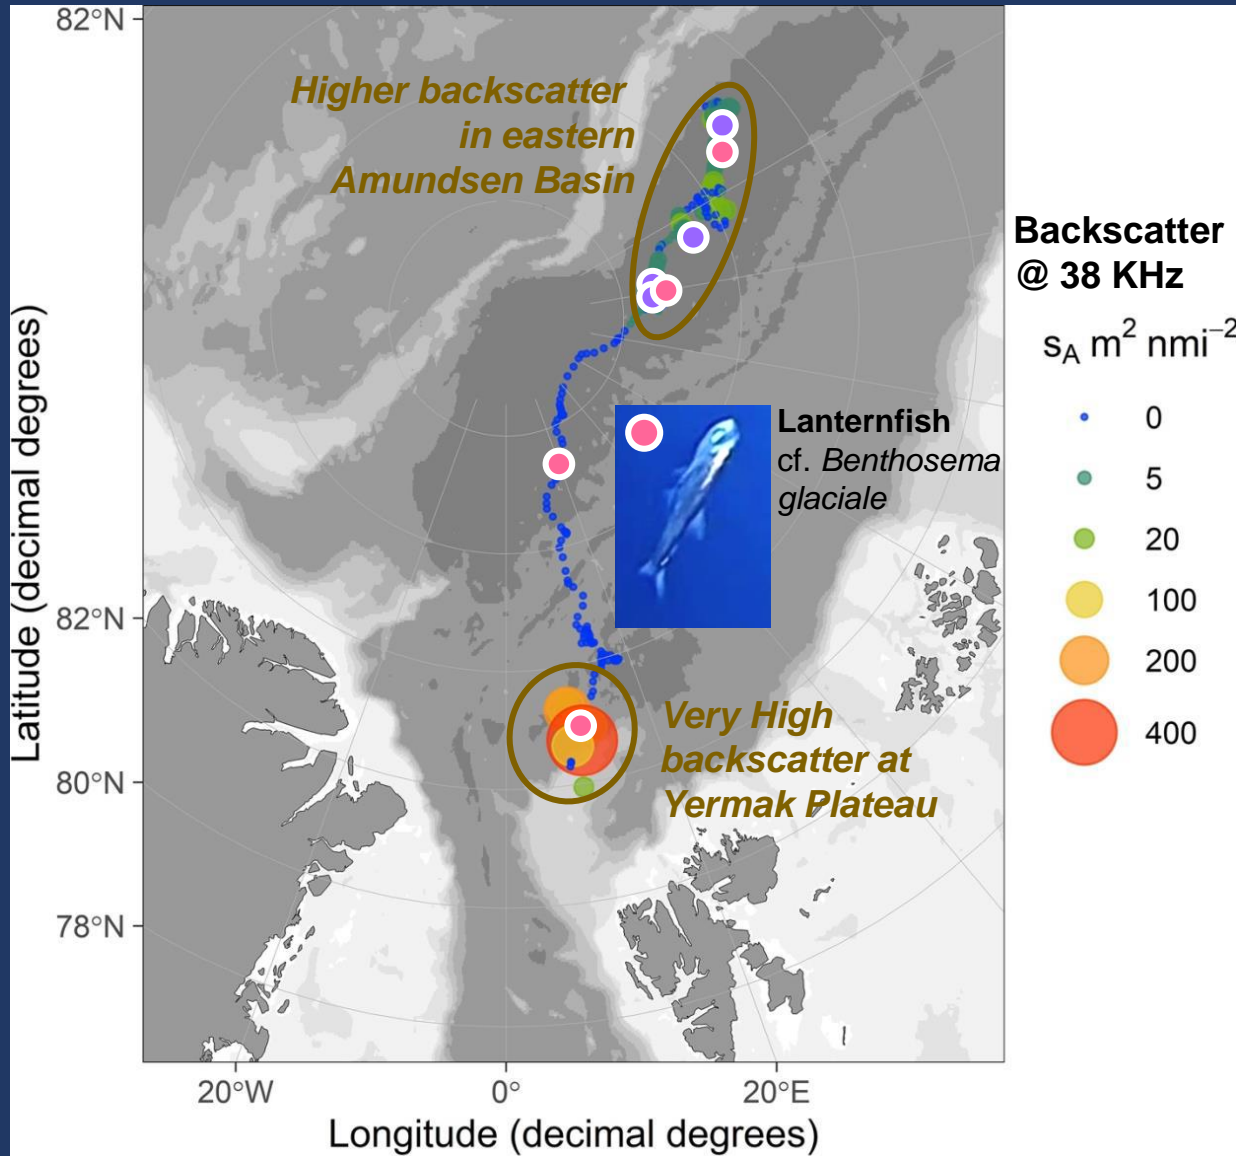 82°N
Higher backscatter
in eastern
Amundsen Basin
Backscatter
@ 38 KHz
s_A m² nmi⁻²
0
5
20
100
200
400
Lanternfish
cf. Benthosema
glaciale
Latitude (decimal degrees)
82°N
80°N
78°N
Very High
backscatter at
Yermak Plateau
20°W
0°
20°E
Longitude (decimal degrees)